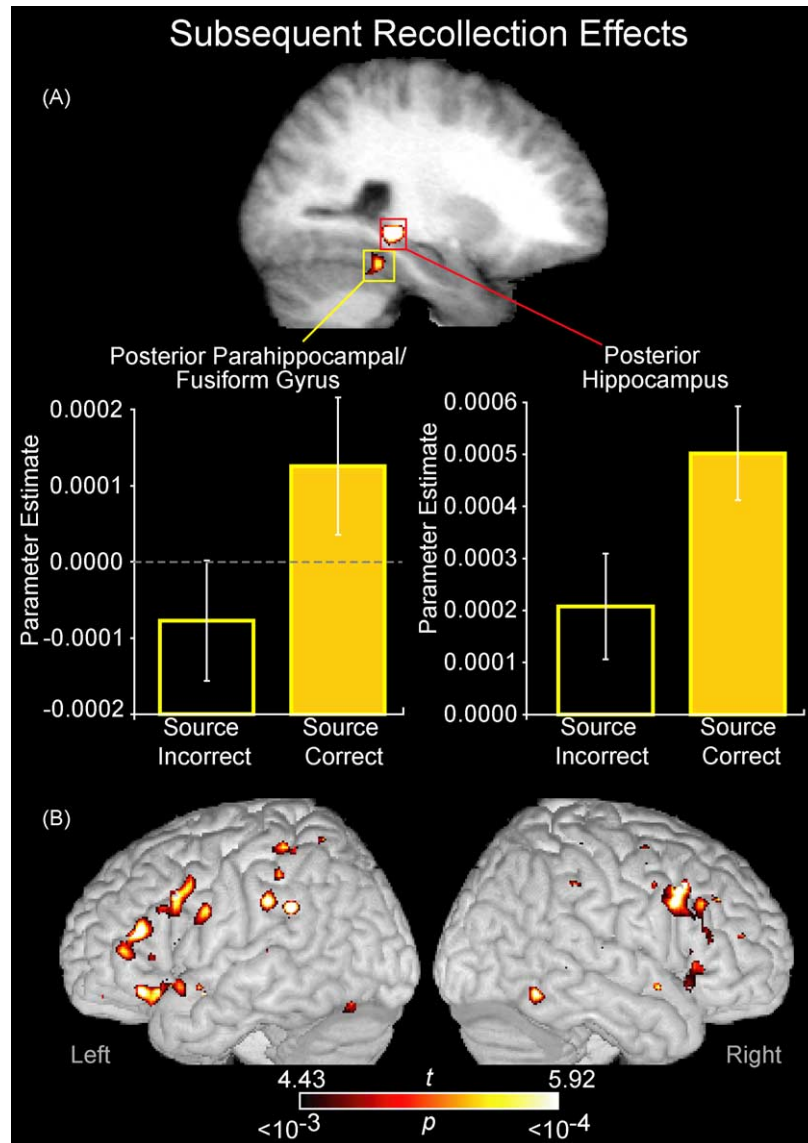 Subsequent Recollection Effects
(A)
Posterior Parahippocampal/
Fusiform Gyrus
Posterior
Hippocampus
Parameter Estimate
0.0002
0.0001
0.0000
-0.0001
-0.0002
Source
Incorrect
Source
Correct
Parameter Estimate
0.0006
0.0005
0.0004
0.0003
0.0002
0.0001
0.0000
Source
Incorrect
Source
Correct
(B)
Left
Right
4.43 t 5.92
<10⁻³ p <10⁻⁴